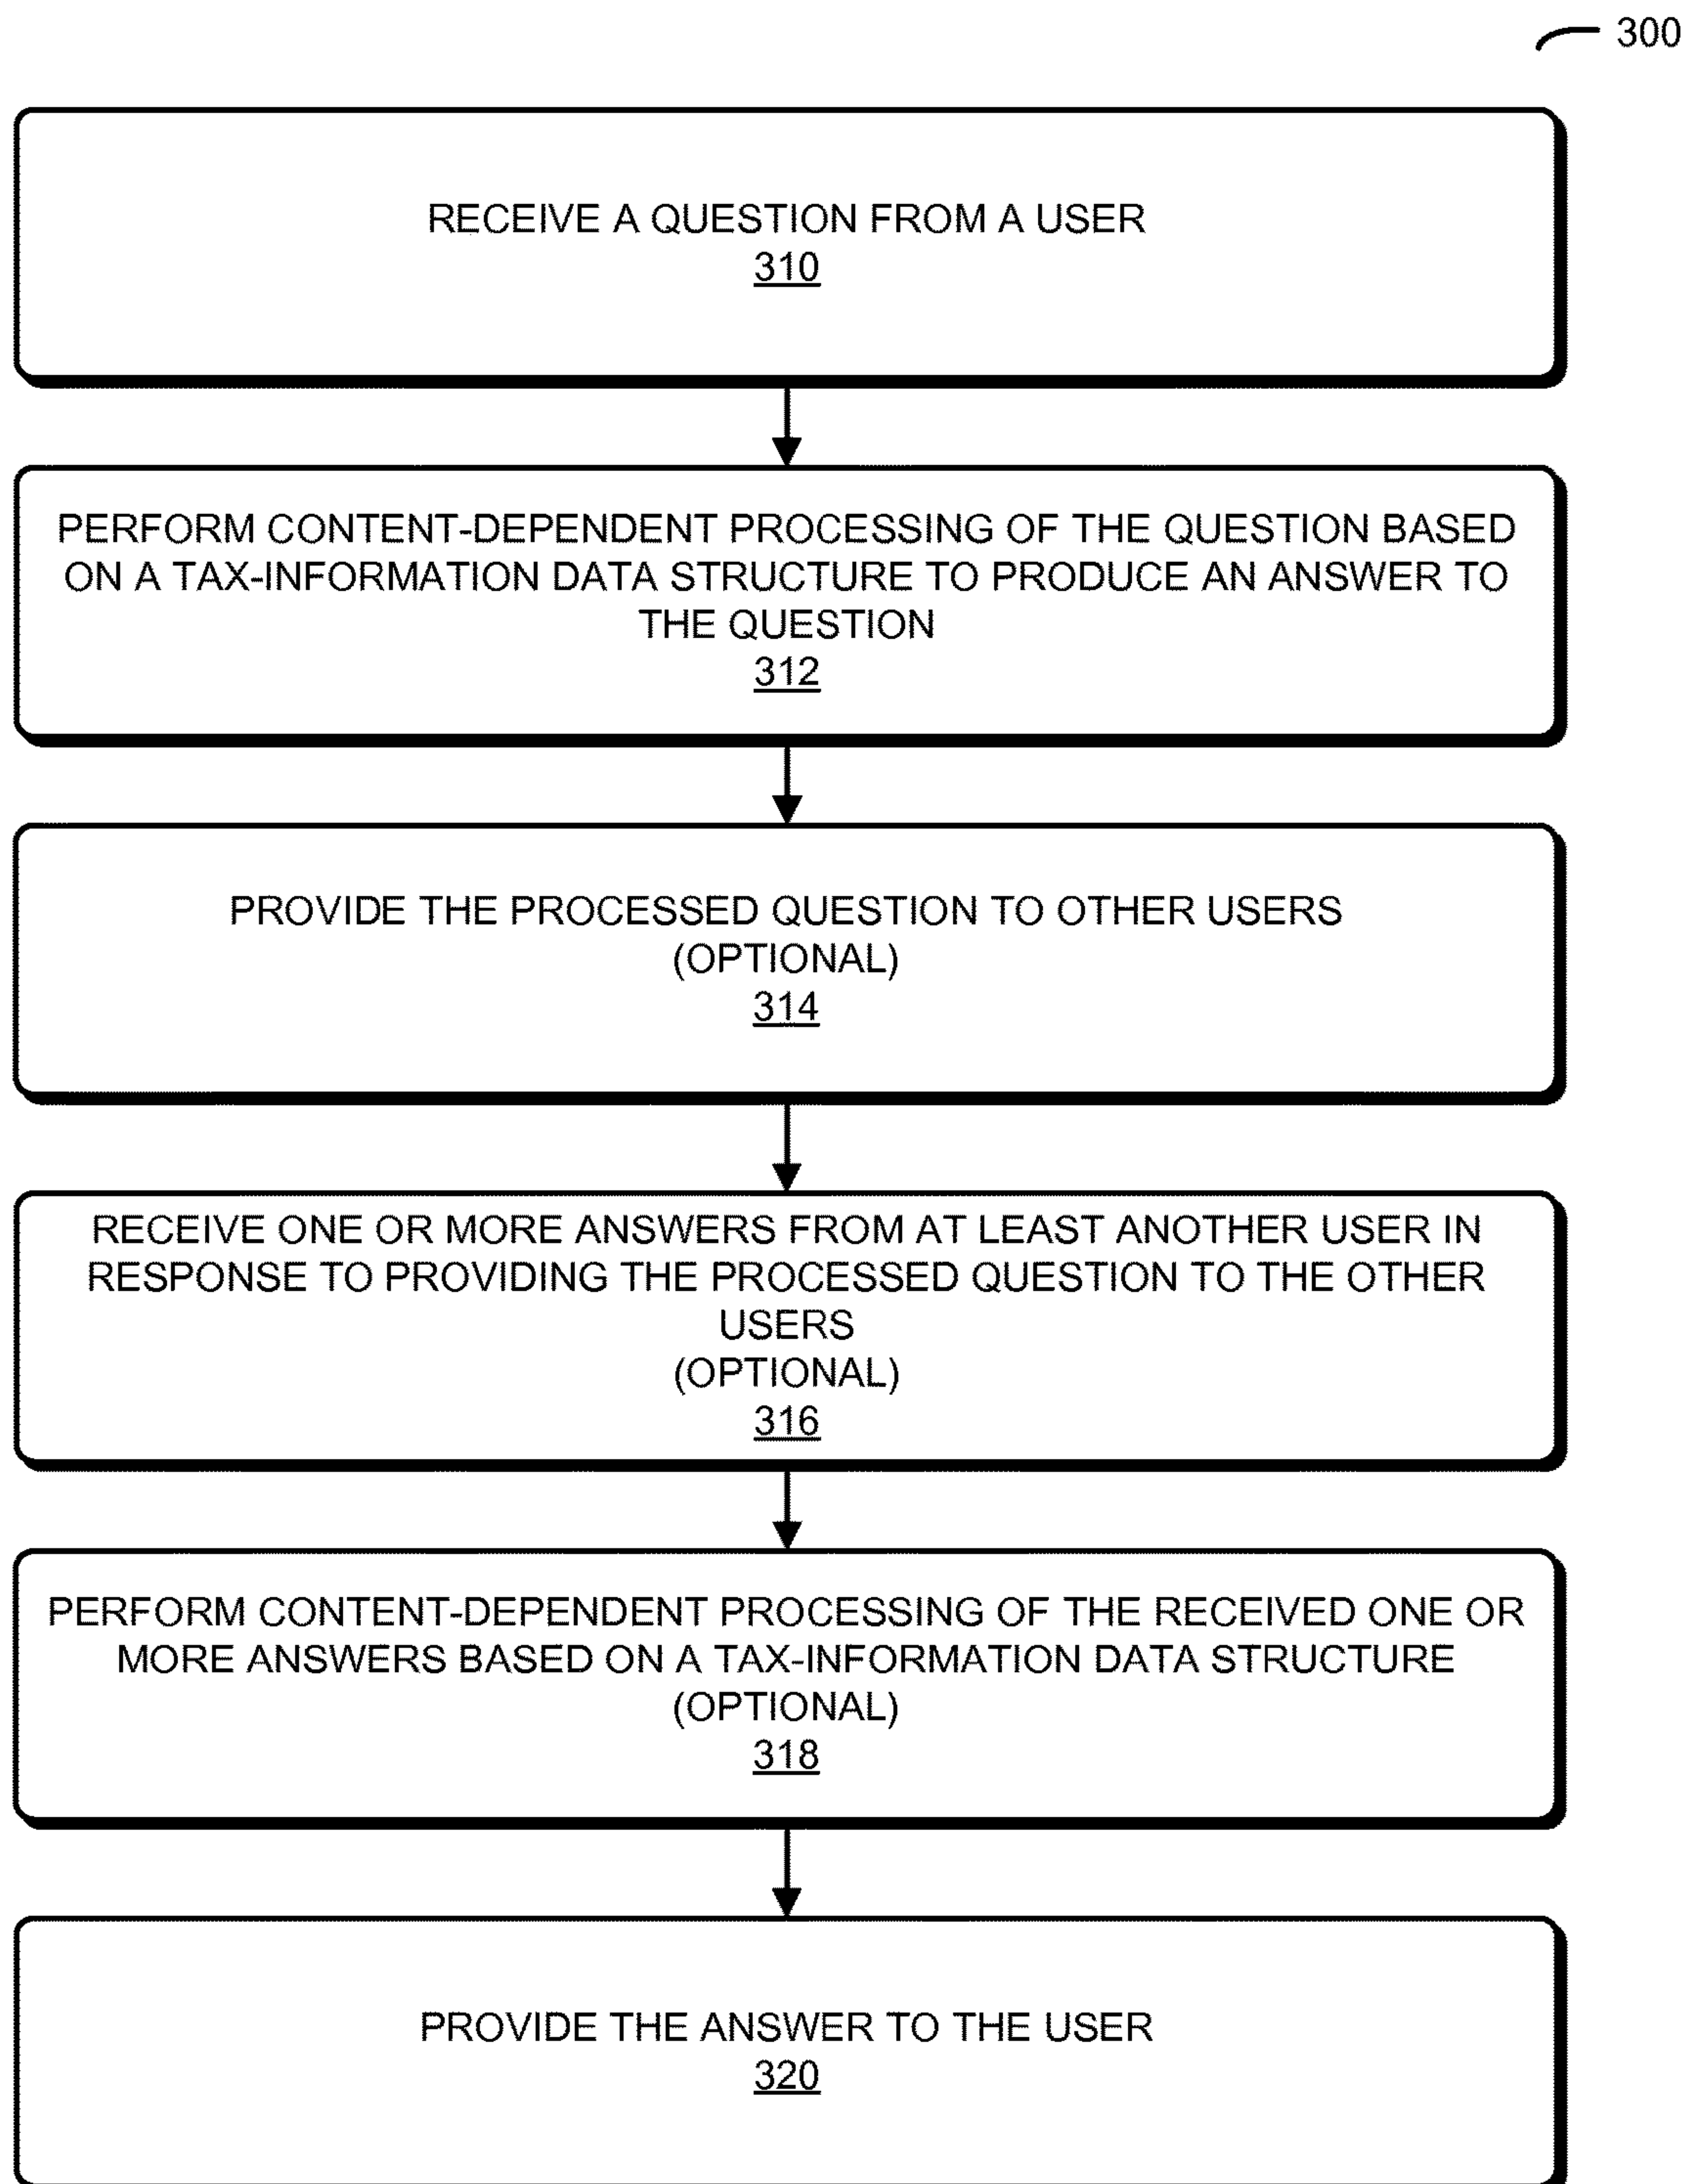 300
RECEIVE A QUESTION FROM A USER
310
PERFORM CONTENT-DEPENDENT PROCESSING OF THE QUESTION BASED
ON A TAX-INFORMATION DATA STRUCTURE TO PRODUCE AN ANSWER TO
THE QUESTION
312
PROVIDE THE PROCESSED QUESTION TO OTHER USERS
(OPTIONAL)
314
RECEIVE ONE OR MORE ANSWERS FROM AT LEAST ANOTHER USER IN
RESPONSE TO PROVIDING THE PROCESSED QUESTION TO THE OTHER
USERS
(OPTIONAL)
316
PERFORM CONTENT-DEPENDENT PROCESSING OF THE RECEIVED ONE OR
MORE ANSWERS BASED ON A TAX-INFORMATION DATA STRUCTURE
(OPTIONAL)
318
PROVIDE THE ANSWER TO THE USER
320